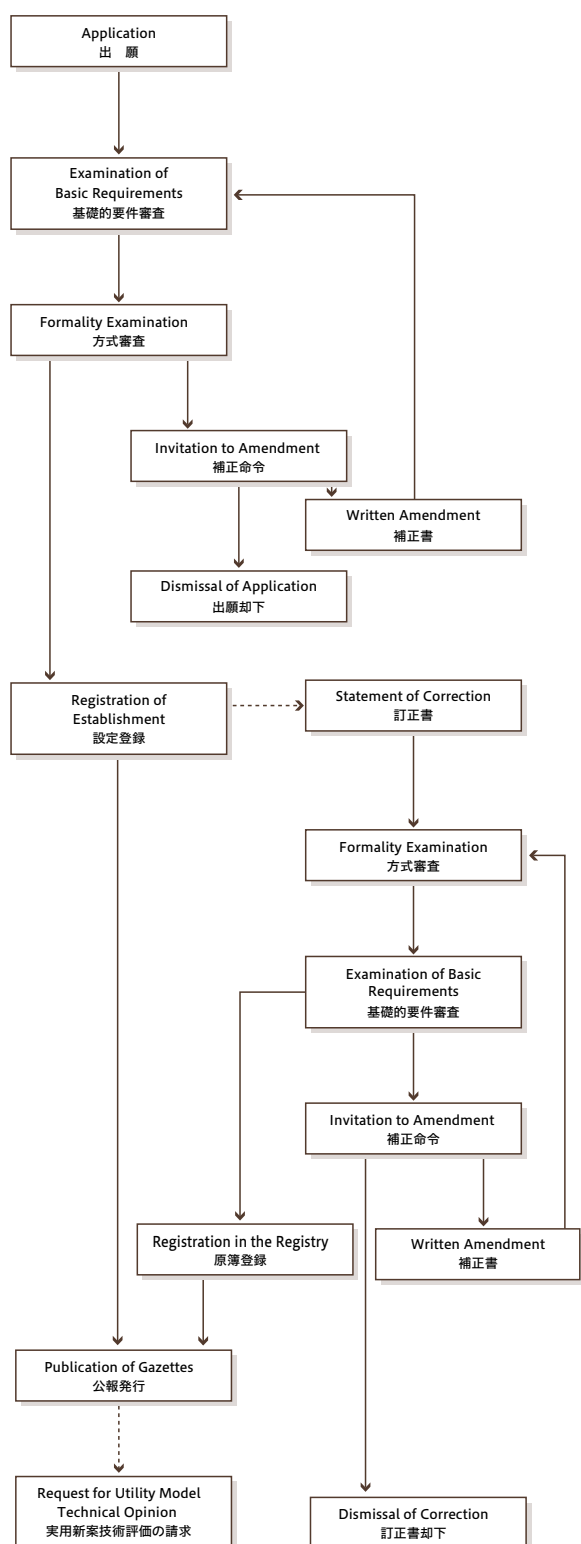 Application
出　願
Examination of
Basic Requirements
基礎的要件審査
Formality Examination
方式審査
Invitation to Amendment
補正命令
Written Amendment
補正書
Dismissal of Application
出願却下
Registration of
Establishment
設定登録
Statement of Correction
訂正書
Formality Examination
方式審査
Examination of Basic
Requirements
基礎的要件審査
Invitation to Amendment
補正命令
Registration in the Registry
原簿登録
Written Amendment
補正書
Publication of Gazettes
公報発行
Request for Utility Model
Technical Opinion
実用新案技術評価の請求
Dismissal of Correction
訂正書却下